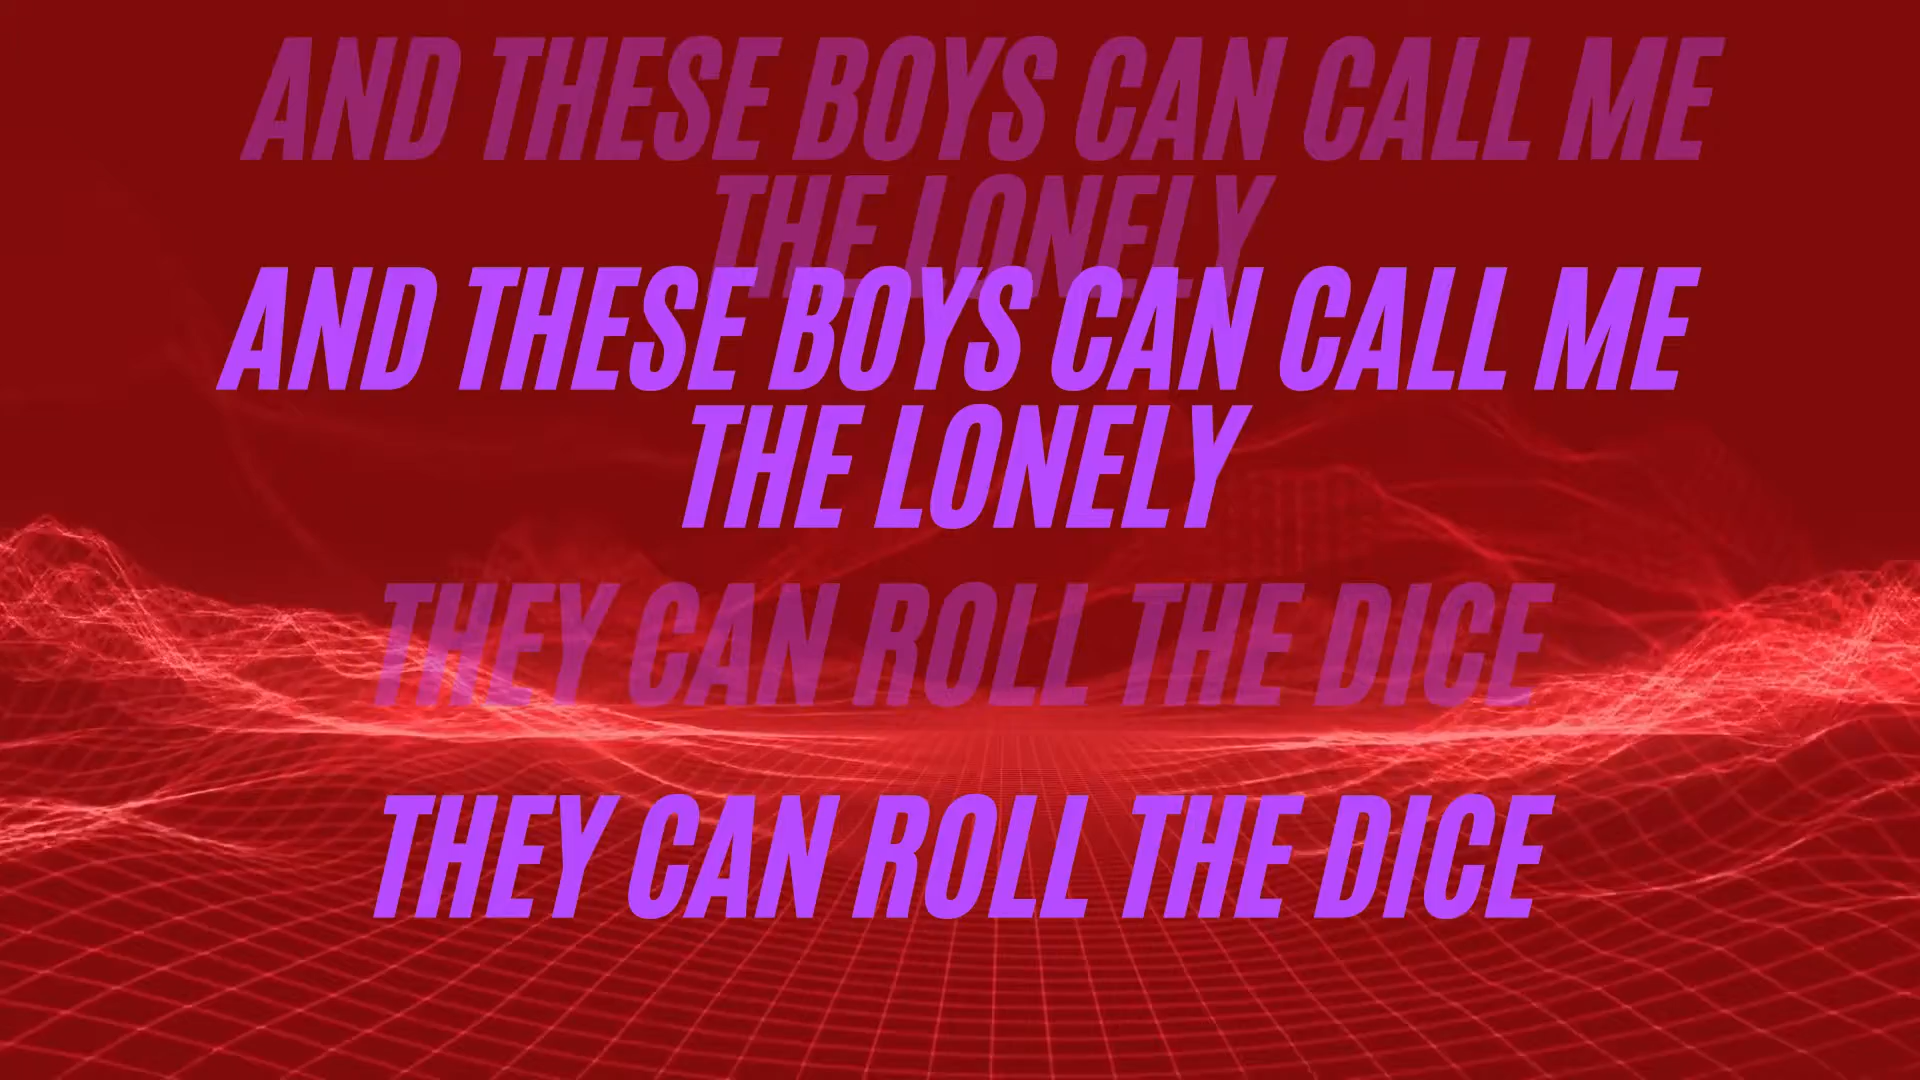 AND THESE BOYS CAN CALL ME
THE LONELY
AND THESE BOYS CAN CALL ME
THE LONELY
THEY CAN ROLL THE DICE
THEY CAN ROLL THE DICE